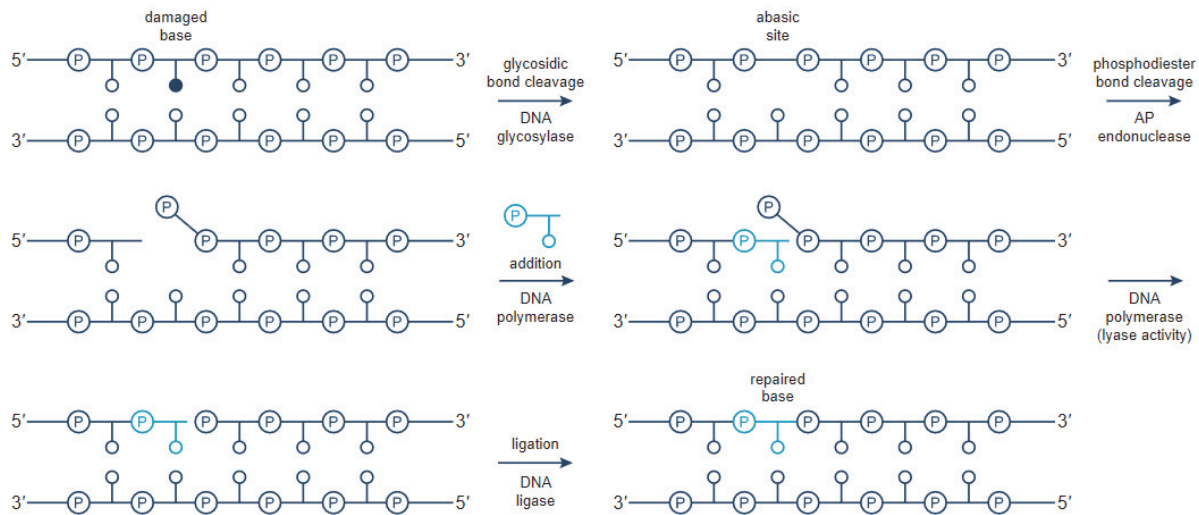 damaged
base
5′ P P P P P P 3′
3′ P P P P P P 5′
glycosidic
bond cleavage
DNA
glycosylase
abasic
site
5′ P P P P P P 3′
3′ P P P P P P 5′
phosphodiester
bond cleavage
AP
endonuclease
P
5′ P P P P P 3′
3′ P P P P P P 5′
P
addition
DNA
polymerase
P
5′ P P P P P P 3′
3′ P P P P P P 5′
DNA
polymerase
(lyase activity)
5′ P P P P P P 3′
3′ P P P P P P 5′
ligation
DNA
ligase
repaired
base
5′ P P P P P P 3′
3′ P P P P P P 5′